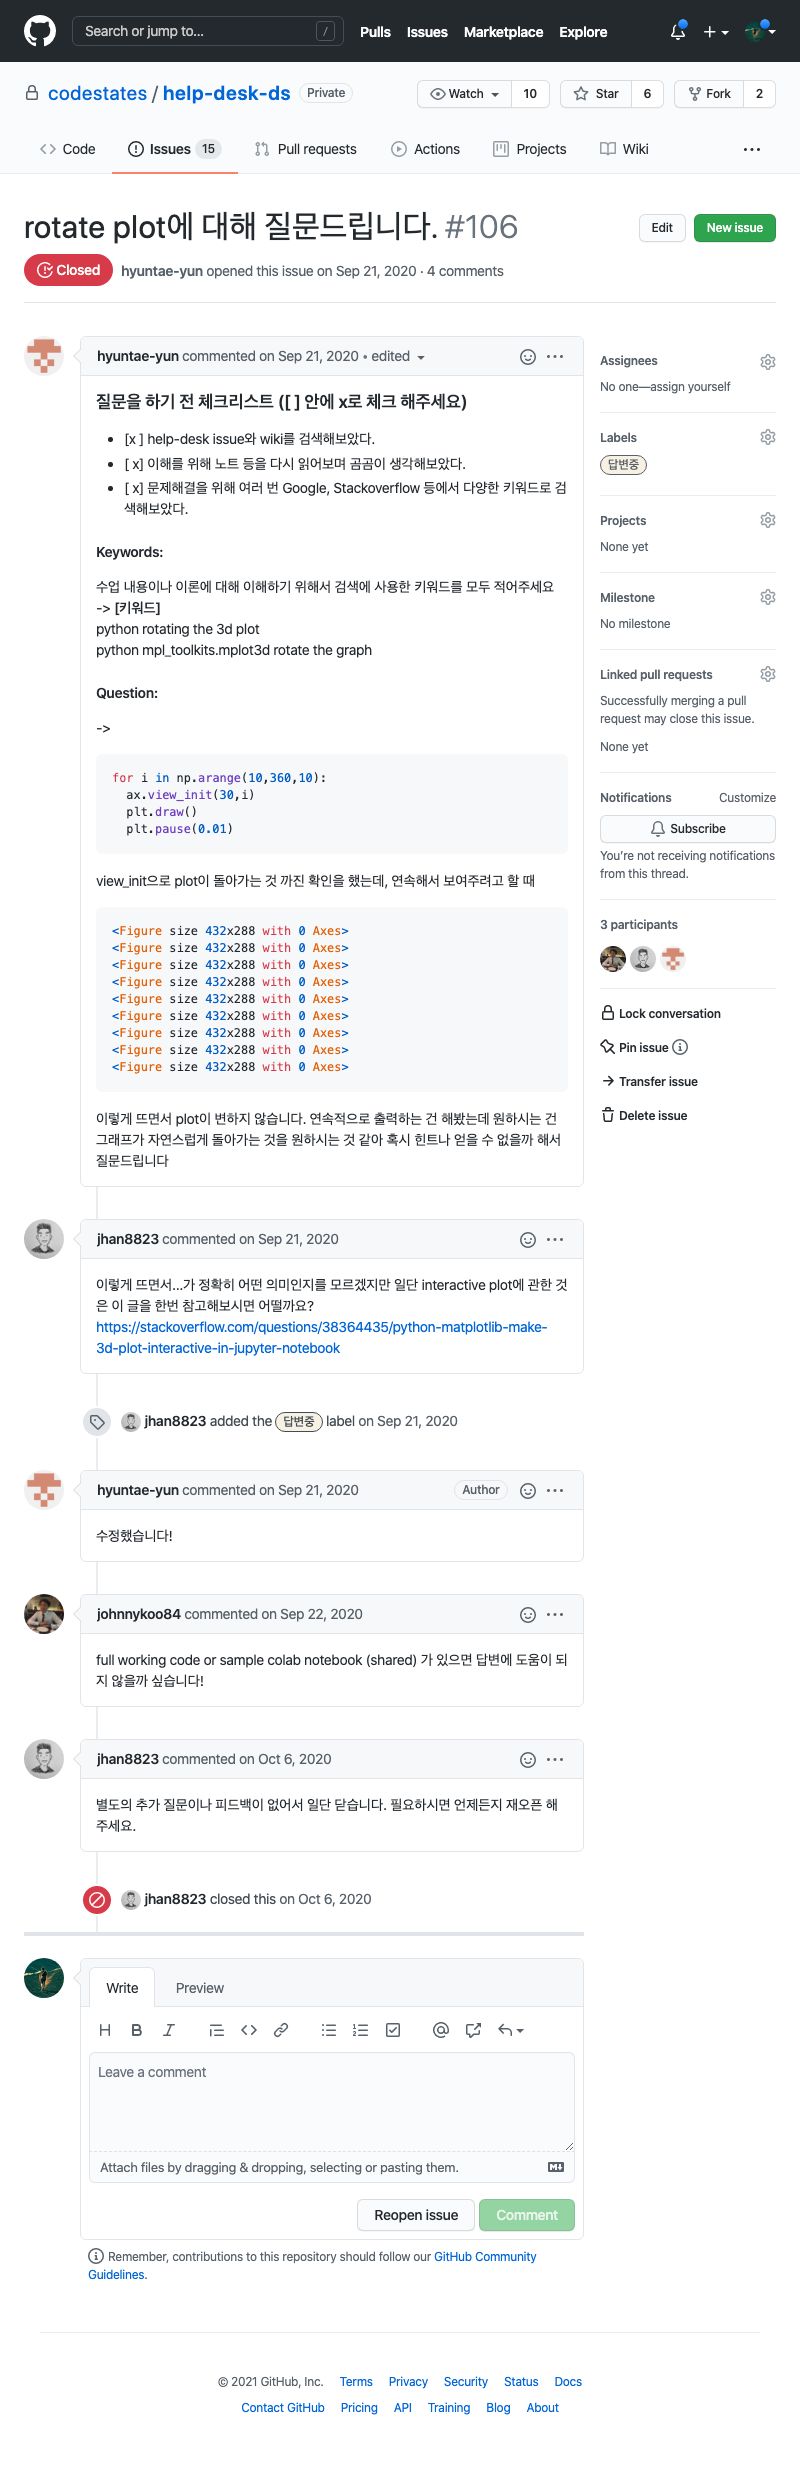 Search or jump to... /
Pulls Issues Marketplace Explore
codestates / help-desk-ds Private
Watch 10 Star 6 Fork 2
Code Issues 15 Pull requests Actions Projects Wiki ...
rotate plot에 대해 질문드립니다. #106
Edit New issue
Closed hyuntae-yun opened this issue on Sep 21, 2020 · 4 comments
hyuntae-yun commented on Sep 21, 2020 • edited
질문을 하기 전 체크리스트 ([ ] 안에 x로 체크 해주세요)
• [x ] help-desk issue와 wiki를 검색해보았다.
• [ x] 이해를 위해 노트 등을 다시 읽어보며 곰곰이 생각해보았다.
• [ x] 문제해결을 위해 여러 번 Google, Stackoverflow 등에서 다양한 키워드로 검
색해보았다.
Keywords:
수업 내용이나 이론에 대해 이해하기 위해서 검색에 사용한 키워드를 모두 적어주세요
-> [키워드]
python rotating the 3d plot
python mpl_toolkits.mplot3d rotate the graph
Question:
->
for i in np.arange(10,360,10):
ax.view_init(30,i)
plt.draw()
plt.pause(0.01)
view_init으로 plot이 돌아가는 것 까진 확인을 했는데, 연속해서 보여주려고 할 때
<Figure size 432x288 with 0 Axes>
<Figure size 432x288 with 0 Axes>
<Figure size 432x288 with 0 Axes>
<Figure size 432x288 with 0 Axes>
<Figure size 432x288 with 0 Axes>
<Figure size 432x288 with 0 Axes>
<Figure size 432x288 with 0 Axes>
<Figure size 432x288 with 0 Axes>
<Figure size 432x288 with 0 Axes>
이렇게 뜨면서 plot이 변하지 않습니다. 연속적으로 출력하는 건 해봤는데 원하시는 건
그래프가 자연스럽게 돌아가는 것을 원하시는 것 같아 혹시 힌트나 얻을 수 없을까 해서
질문드립니다
Assignees
No one—assign yourself
Labels
답변중
Projects
None yet
Milestone
No milestone
Linked pull requests
Successfully merging a pull
request may close this issue.
None yet
Notifications Customize
Subscribe
You're not receiving notifications
from this thread.
3 participants
Lock conversation
Pin issue
Transfer issue
Delete issue
jhan8823 commented on Sep 21, 2020
이렇게 뜨면서...가 정확히 어떤 의미인지를 모르겠지만 일단 interactive plot에 관한 것
은 이 글을 한번 참고해보시면 어떨까요?
https://stackoverflow.com/questions/38364435/python-matplotlib-make-
3d-plot-interactive-in-jupyter-notebook
jhan8823 added the 답변중 label on Sep 21, 2020
hyuntae-yun commented on Sep 21, 2020 Author
수정했습니다!
johnnykoo84 commented on Sep 22, 2020
full working code or sample colab notebook (shared) 가 있으면 답변에 도움이 되
지 않을까 싶습니다!
jhan8823 commented on Oct 6, 2020
별도의 추가 질문이나 피드백이 없어서 일단 닫습니다. 필요하시면 언제든지 재오픈 해
주세요.
jhan8823 closed this on Oct 6, 2020
Write Preview
Leave a comment
Attach files by dragging & dropping, selecting or pasting them.
Reopen issue Comment
Remember, contributions to this repository should follow our GitHub Community
Guidelines.
© 2021 GitHub, Inc. Terms Privacy Security Status Docs
Contact GitHub Pricing API Training Blog About